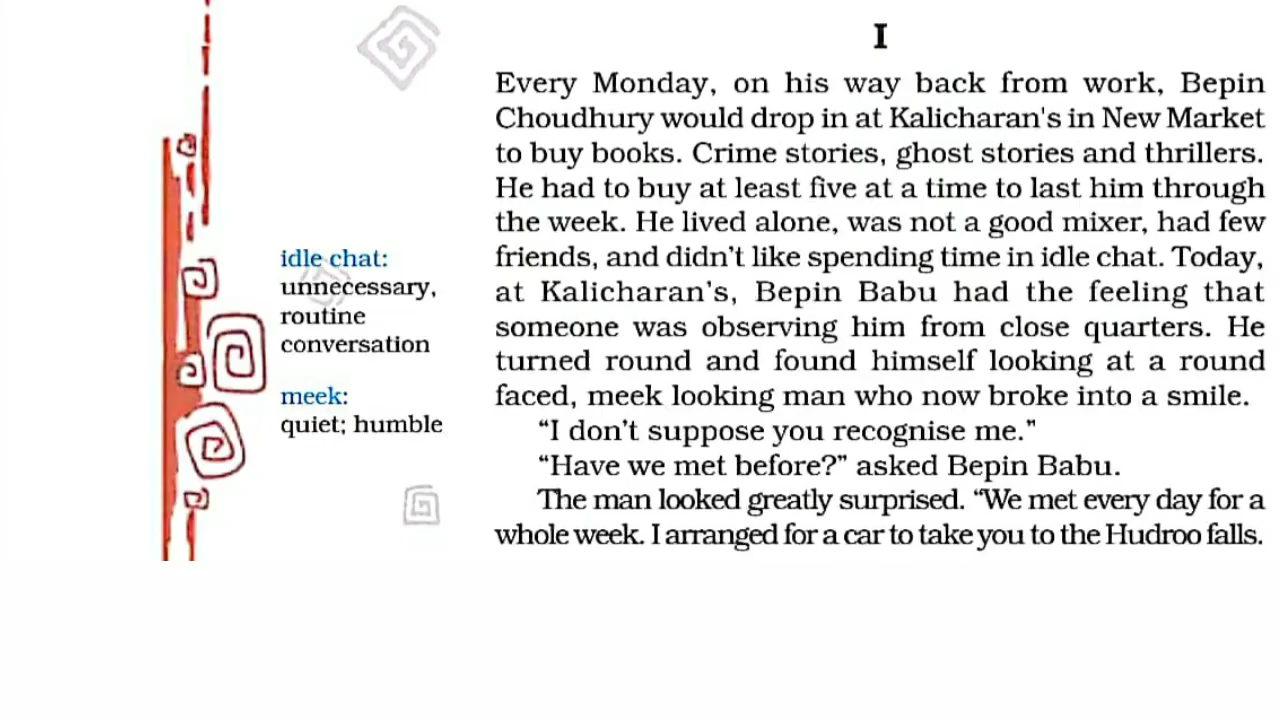 I
Every Monday, on his way back from work, Bepin
Choudhury would drop in at Kalicharan's in New Market
to buy books. Crime stories, ghost stories and thrillers.
He had to buy at least five at a time to last him through
the week. He lived alone, was not a good mixer, had few
friends, and didn't like spending time in idle chat. Today,
at Kalicharan's, Bepin Babu had the feeling that
someone was observing him from close quarters. He
turned round and found himself looking at a round
faced, meek looking man who now broke into a smile.
“I don't suppose you recognise me.”
“Have we met before?” asked Bepin Babu.
The man looked greatly surprised. “We met every day for a
whole week. I arranged for a car to take you to the Hudroo falls.
idle chat:
unnecessary,
routine
conversation
meek:
quiet; humble